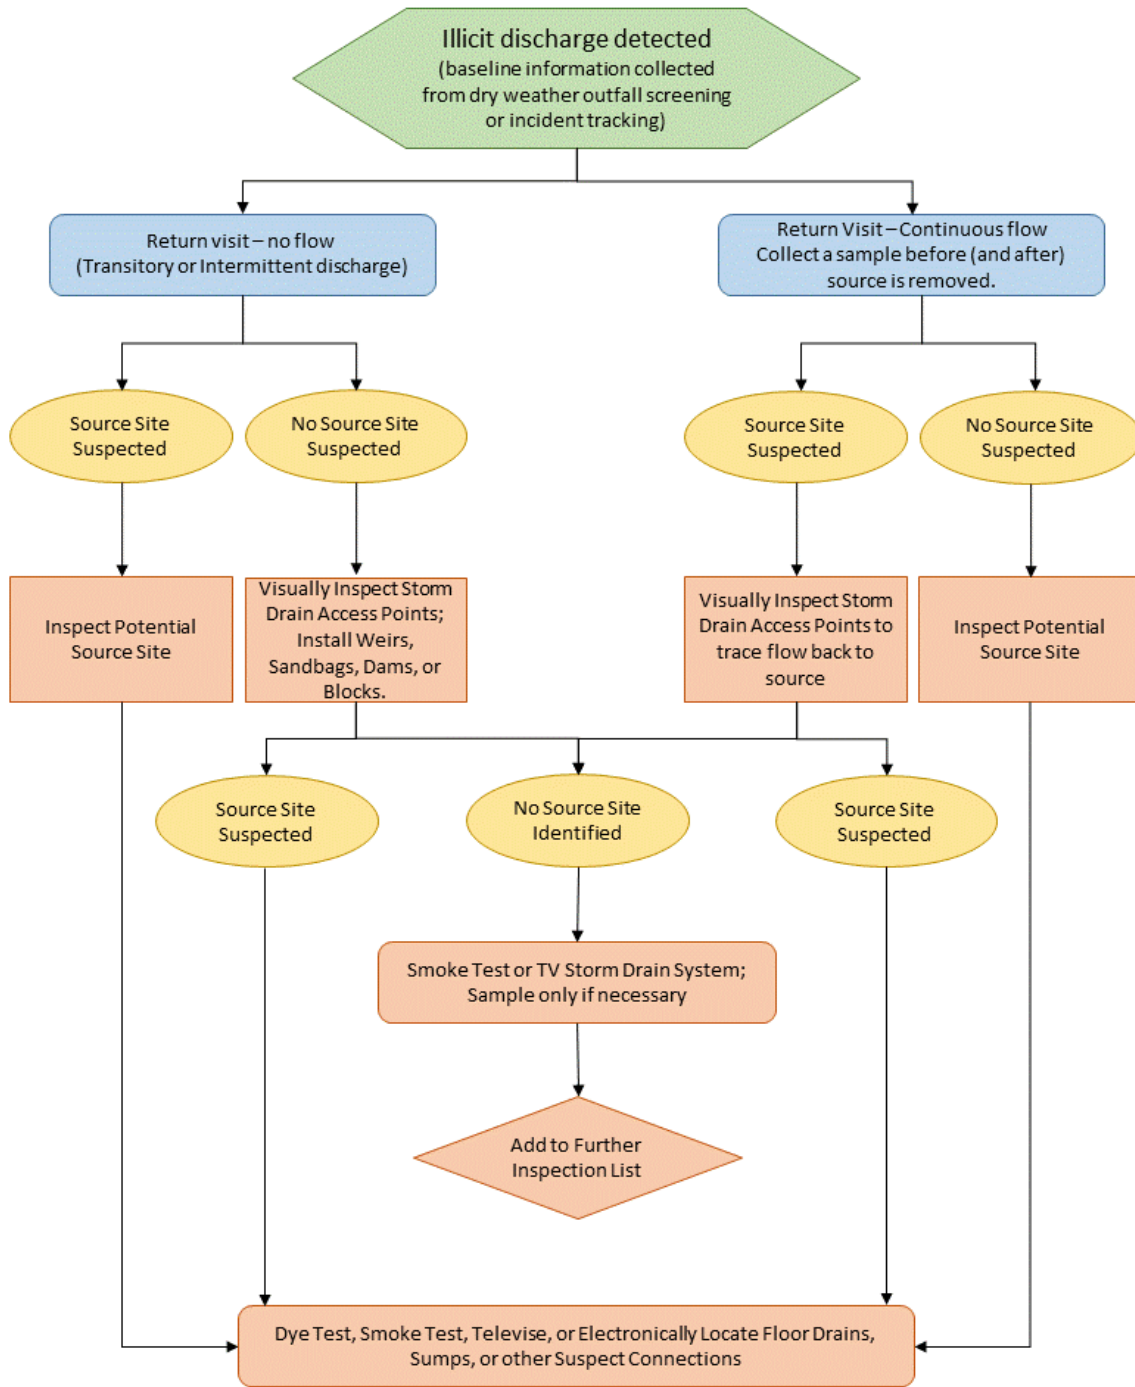 Illicit discharge detected
(baseline information collected
from dry weather outfall screening
or incident tracking)
Return visit – no flow
(Transitory or Intermittent discharge)
Return Visit – Continuous flow
Collect a sample before (and after)
source is removed.
Source Site
Suspected
No Source Site
Suspected
Source Site
Suspected
No Source Site
Suspected
Inspect Potential
Source Site
Visually Inspect Storm
Drain Access Points;
Install Weirs,
Sandbags, Dams, or
Blocks.
Visually Inspect Storm
Drain Access Points to
trace flow back to
source
Inspect Potential
Source Site
Source Site
Suspected
No Source Site
Identified
Source Site
Suspected
Smoke Test or TV Storm Drain System;
Sample only if necessary
Add to Further
Inspection List
Dye Test, Smoke Test, Televise, or Electronically Locate Floor Drains,
Sumps, or other Suspect Connections